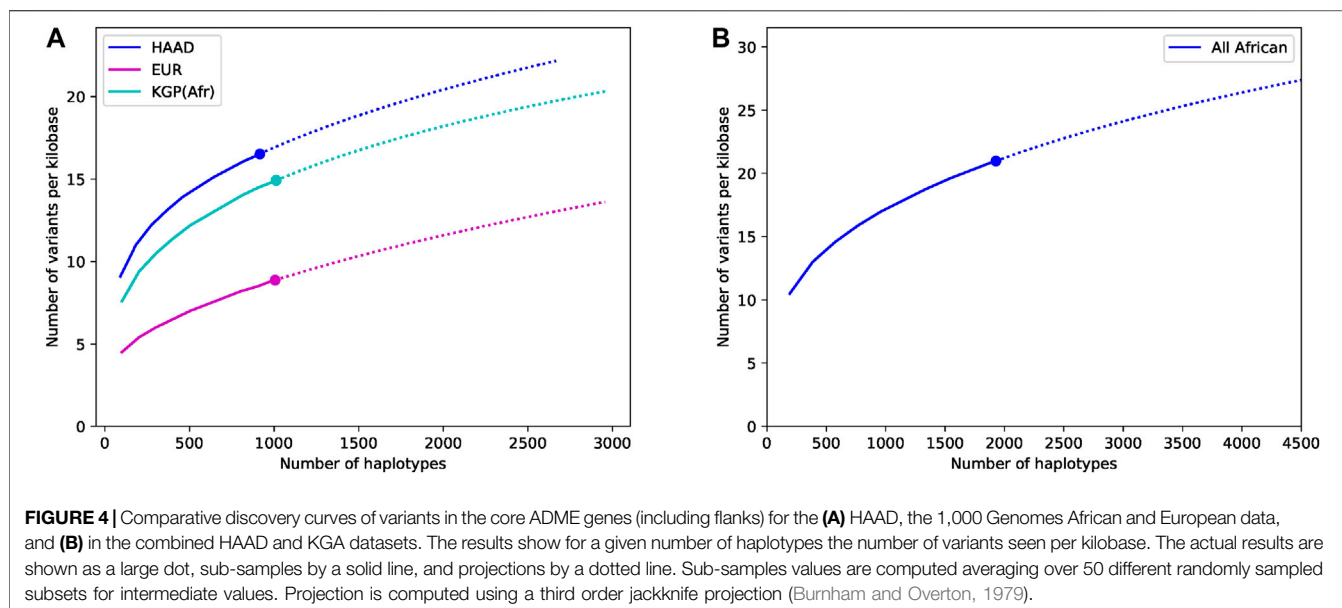 A
HAAD
EUR
KGP(Afr)
Number of variants per kilobase
20
15
10
5
0
0 500 1000 1500 2000 2500 3000
Number of haplotypes
B
All African
Number of variants per kilobase
30
25
20
15
10
5
0
0 500 1000 1500 2000 2500 3000 3500 4000 4500
Number of haplotypes
FIGURE 4 | Comparative discovery curves of variants in the core ADME genes (including flanks) for the (A) HAAD, the 1,000 Genomes African and European data,
and (B) in the combined HAAD and KGA datasets. The results show for a given number of haplotypes the number of variants seen per kilobase. The actual results are
shown as a large dot, sub-samples by a solid line, and projections by a dotted line. Sub-samples values are computed averaging over 50 different randomly sampled
subsets for intermediate values. Projection is computed using a third order jackknife projection (Burnham and Overton, 1979).